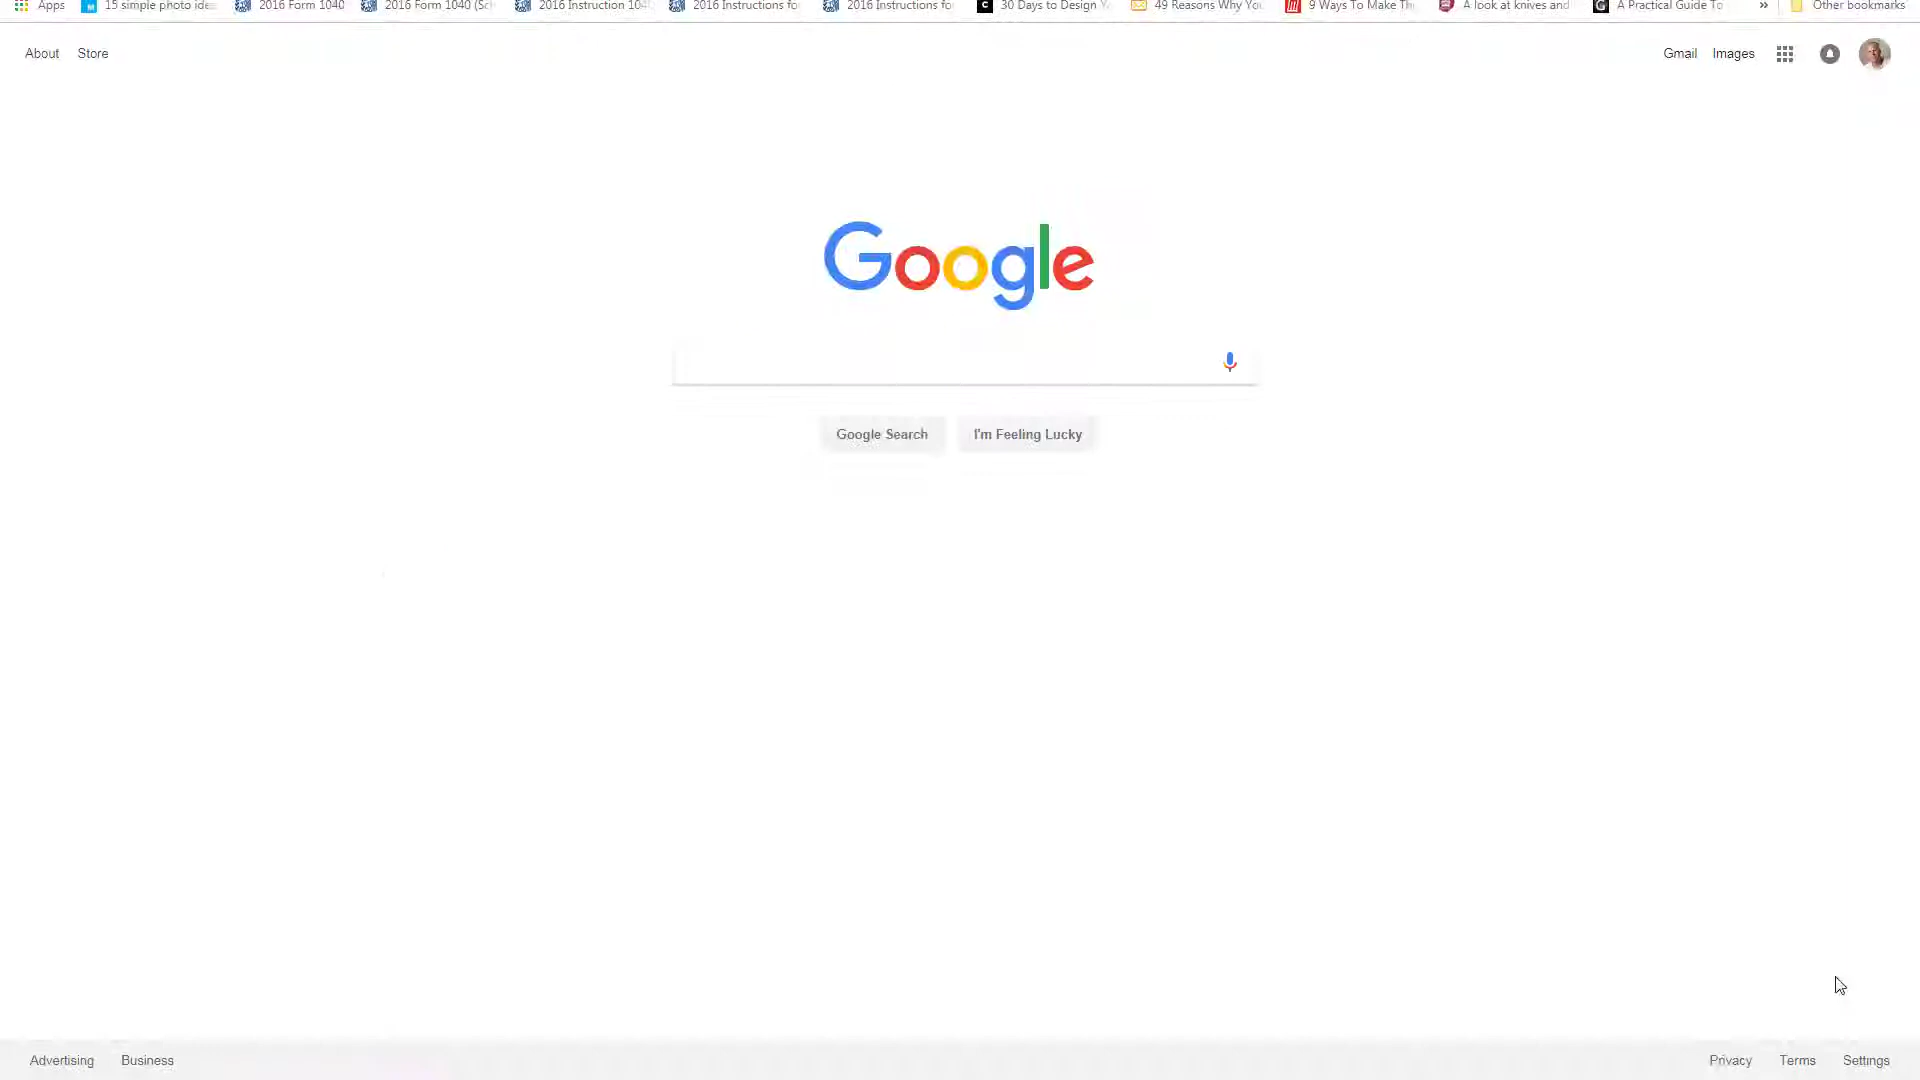 Apps 15 simple photo idea 2016 Form 1040 2016 Form 1040 (Sch 2016 Instruction 104 2016 Instructions fo 2016 Instructions fo 30 Days to Design Y 49 Reasons Why You 9 Ways To Make Th A look at knives and A Practical Guide To » Other bookmarks
About Store Gmail Images
Google
Google Search I'm Feeling Lucky
Advertising Business Privacy Terms Settings